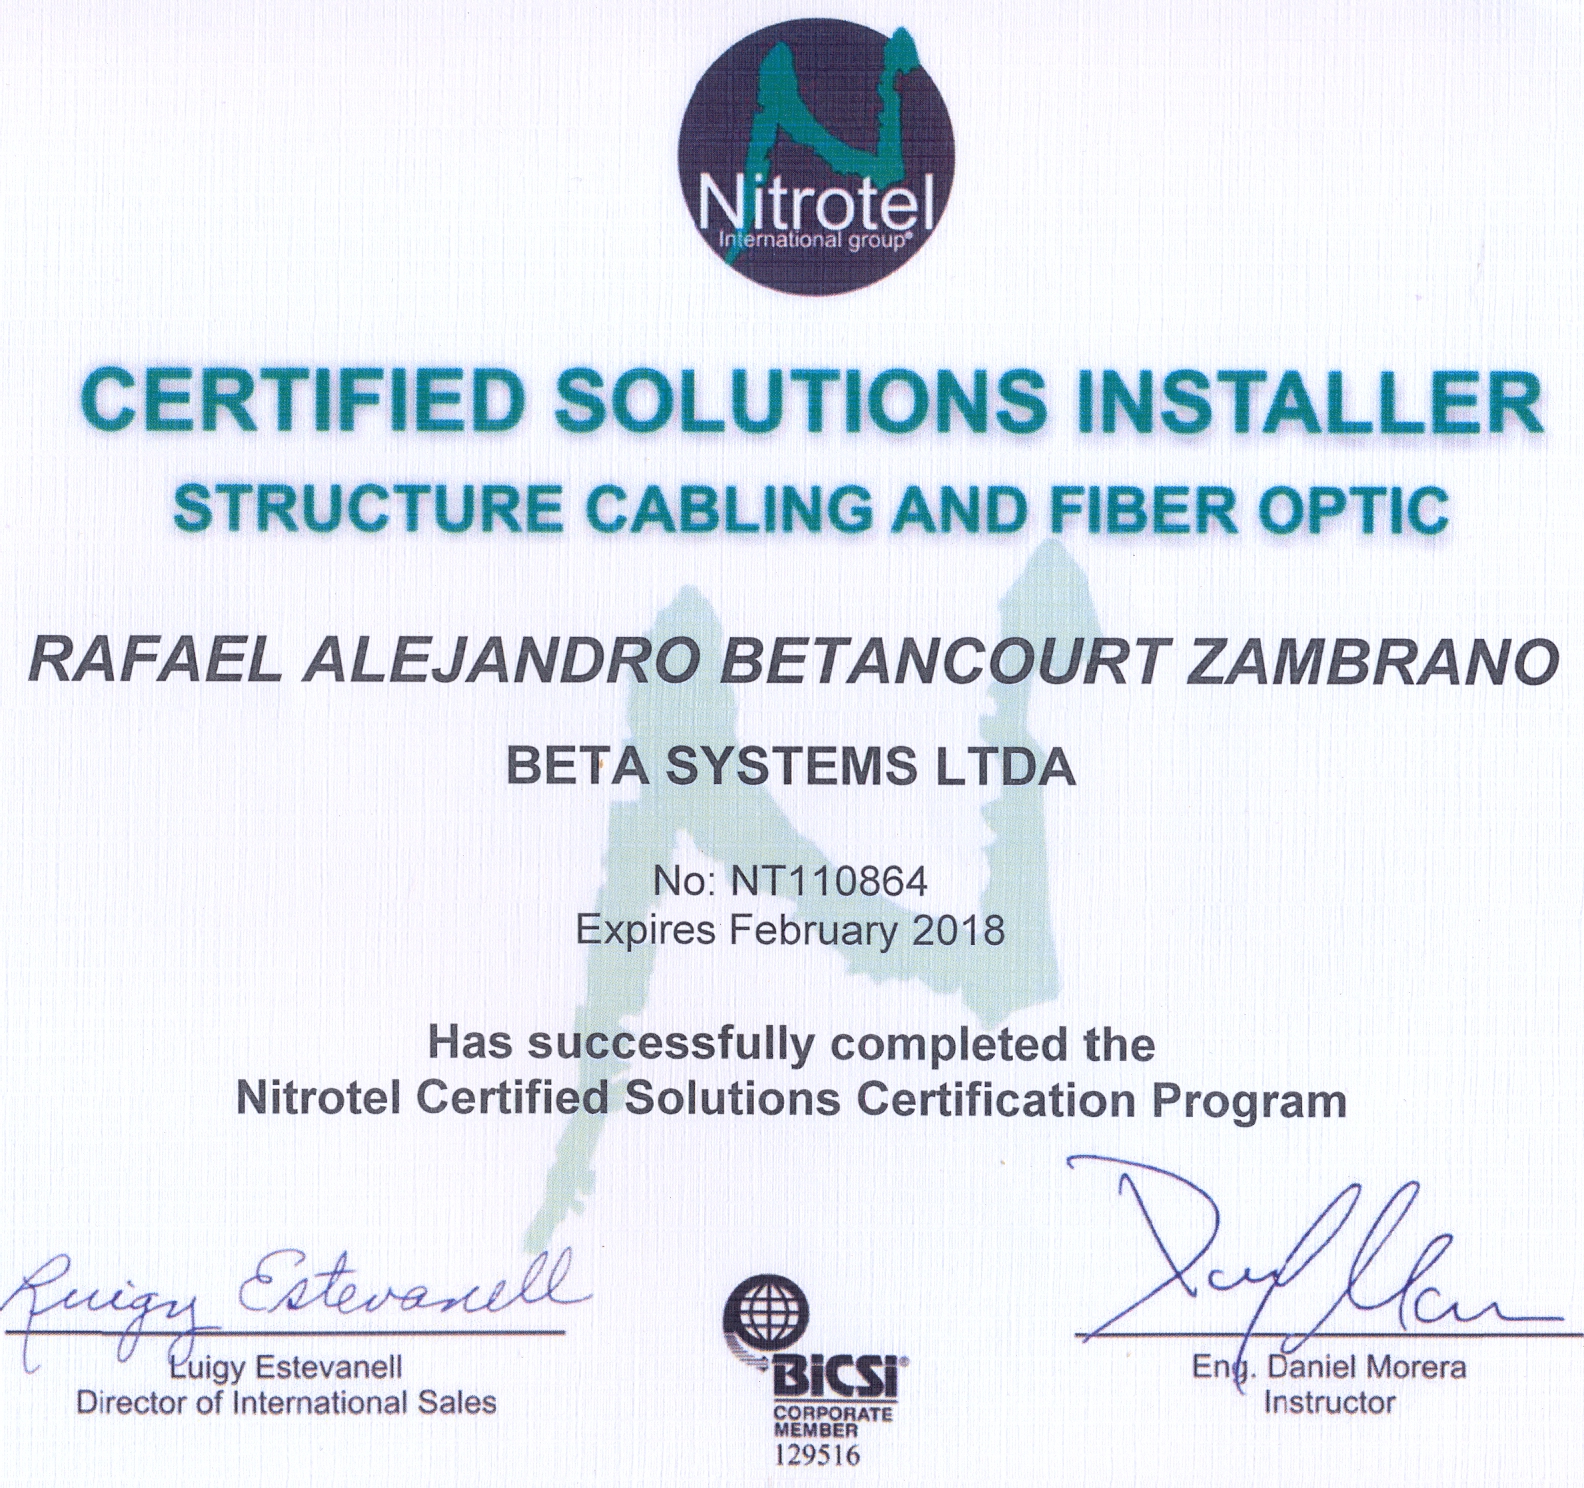 Nitrotel
International group®
CERTIFIED SOLUTIONS INSTALLER
STRUCTURE CABLING AND FIBER OPTIC
RAFAEL ALEJANDRO BETANCOURT ZAMBRANO
BETA SYSTEMS LTDA
No: NT110864
Expires February 2018
Has successfully completed the
Nitrotel Certified Solutions Certification Program
Luigy Estevanell
Luigy Estevanell
Director of International Sales
BiCSi®
CORPORATE
MEMBER
129516
Eng. Daniel Morera
Instructor